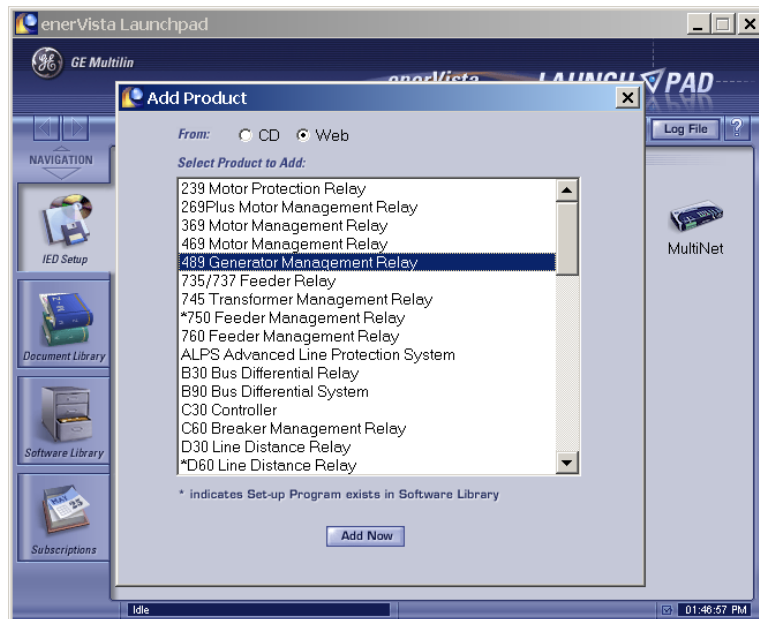 enerVista Launchpad
GE Multilin
enerVista LAUNCH PAD
Add Product
From: CD Web
Log File ?
NAVIGATION
Select Product to Add:
239 Motor Protection Relay
269Plus Motor Management Relay
369 Motor Management Relay
469 Motor Management Relay
489 Generator Management Relay
735/737 Feeder Relay
745 Transformer Management Relay
*750 Feeder Management Relay
760 Feeder Management Relay
ALPS Advanced Line Protection System
B30 Bus Differential Relay
B90 Bus Differential System
C30 Controller
C60 Breaker Management Relay
D30 Line Distance Relay
*D60 Line Distance Relay
* indicates Set-up Program exists in Software Library
Add Now
IED Setup
Document Library
Software Library
MAY
25
Subscriptions
MultiNet
Idle
01:46:57 PM